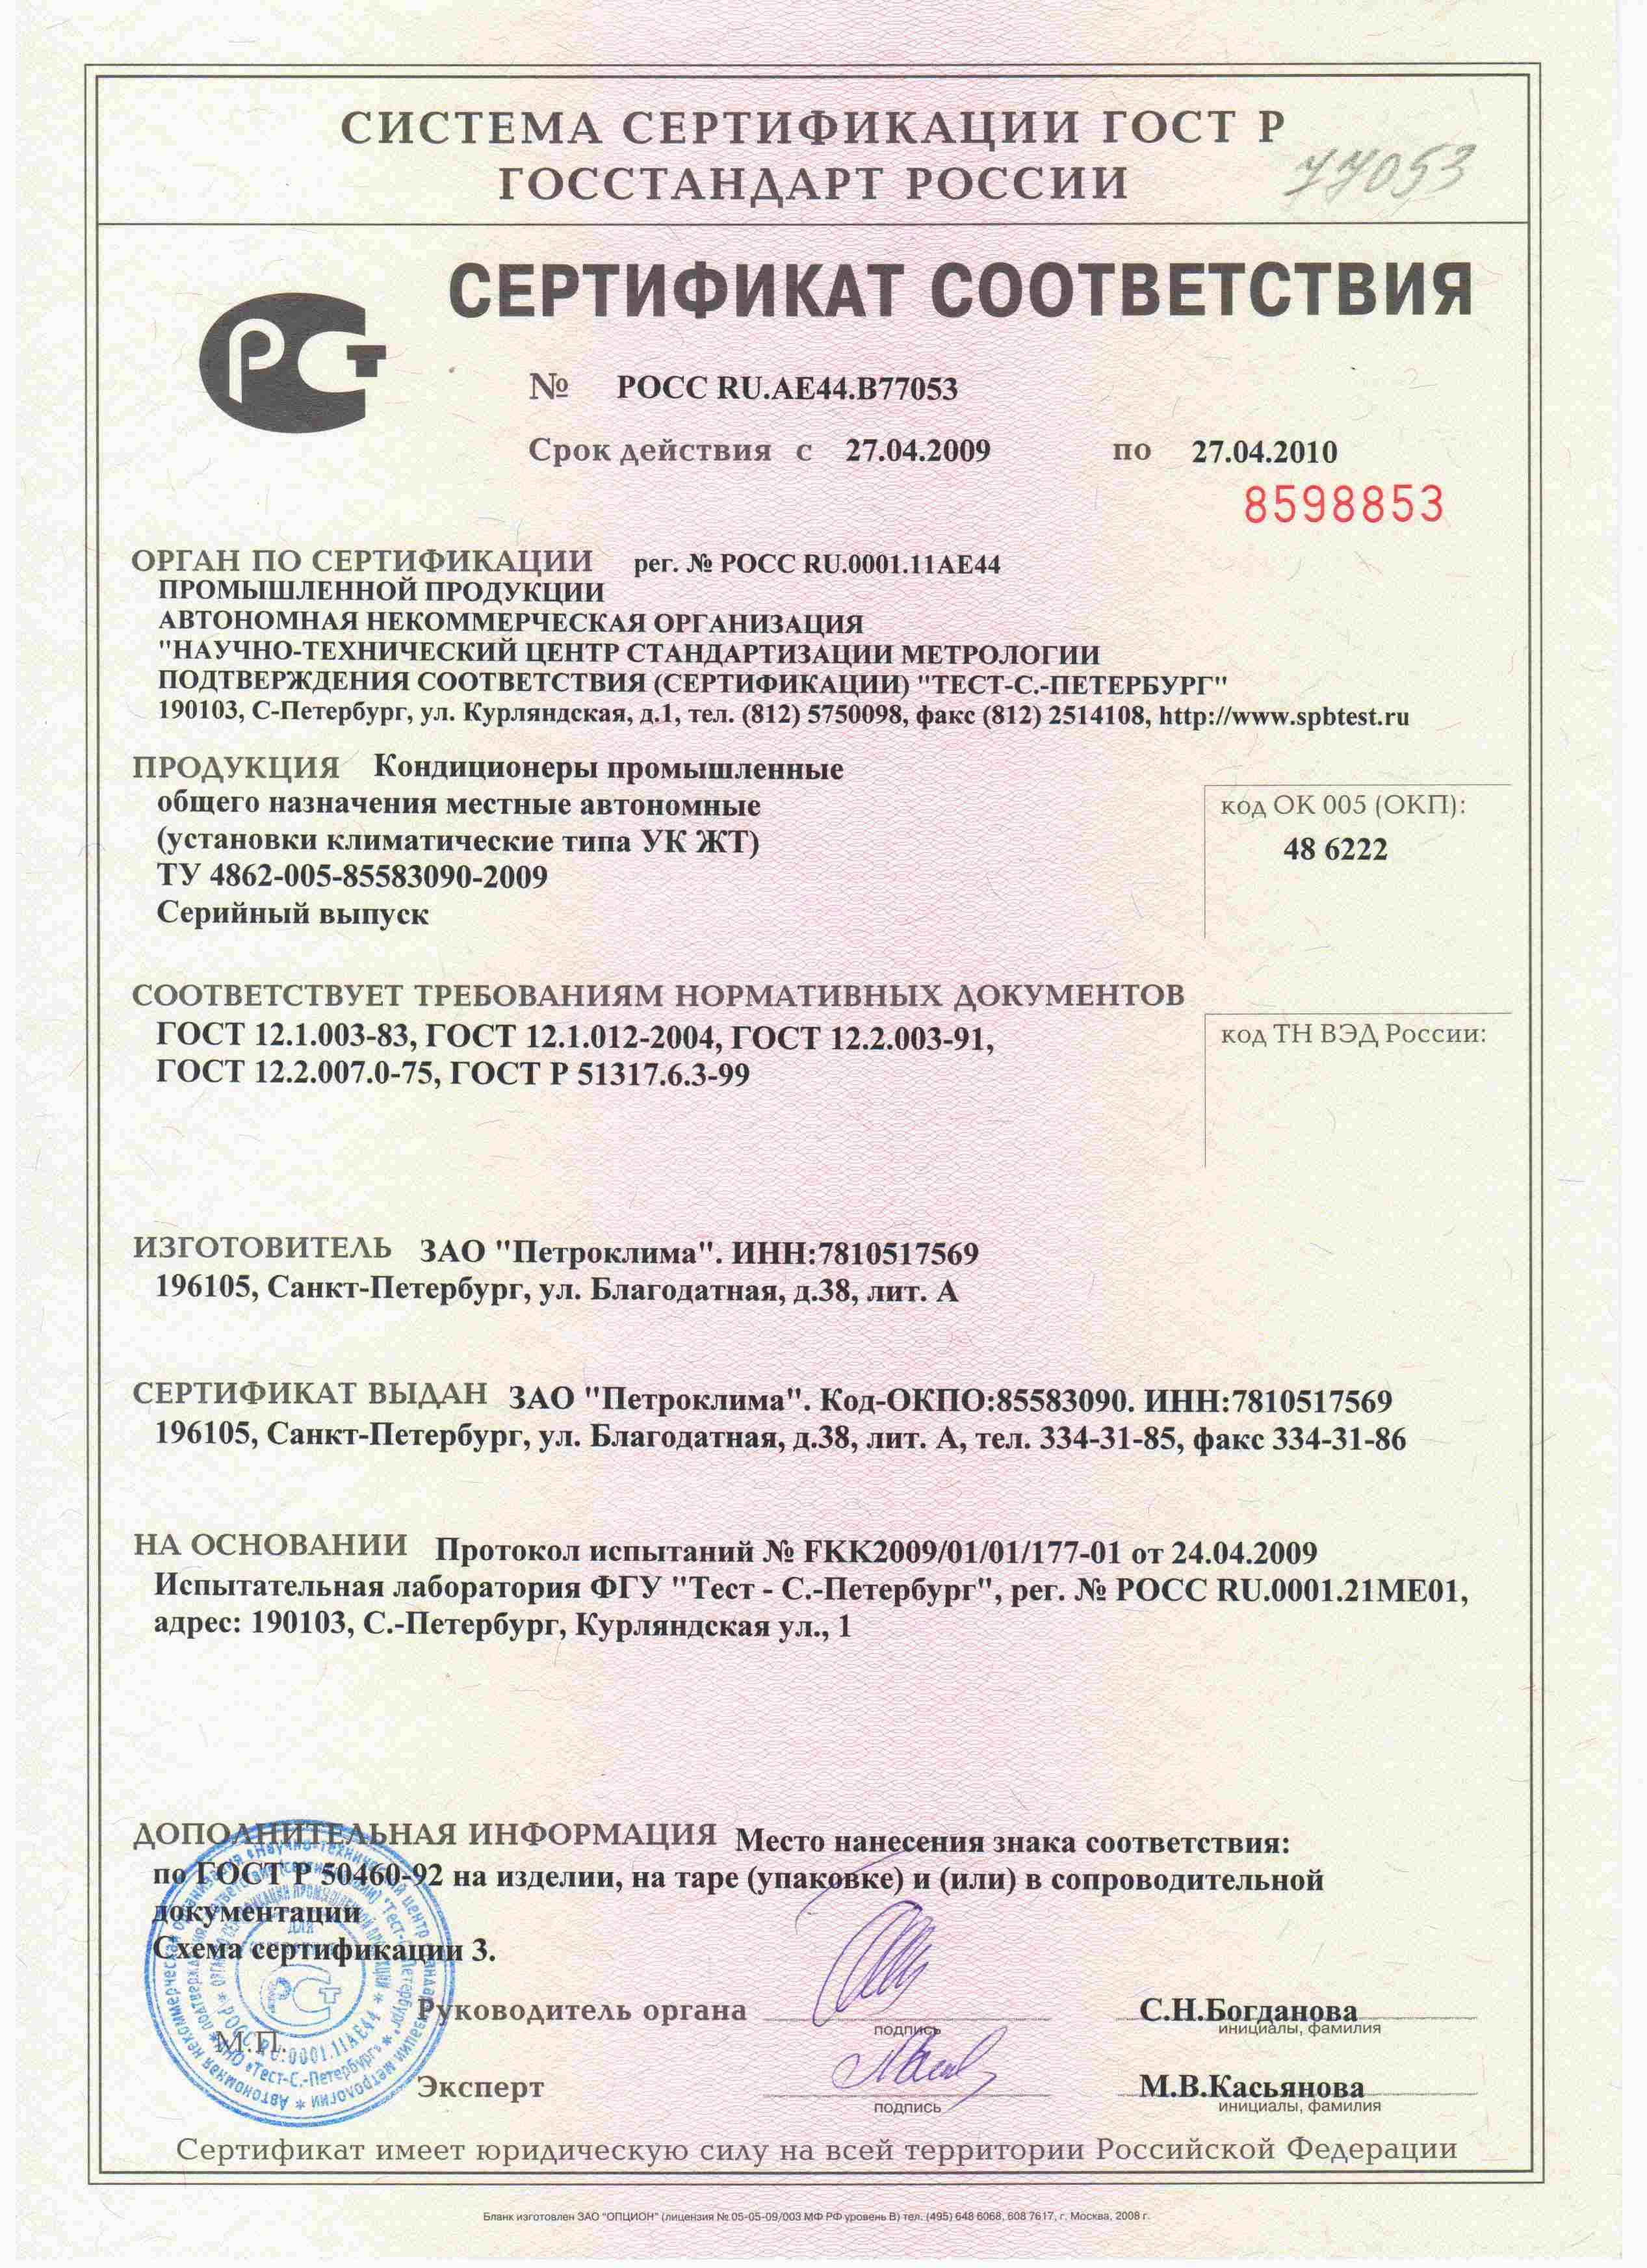 СИСТЕМА СЕРТИФИКАЦИИ ГОСТ Р
ГОССТАНДАРТ РОССИИ
77053
СЕРТИФИКАТ СООТВЕТСТВИЯ
№ РОСС RU.АЕ44.В77053
Срок действия с 27.04.2009 по 27.04.2010
8598853
ОРГАН ПО СЕРТИФИКАЦИИ рег. № РОСС RU.0001.11АЕ44
ПРОМЫШЛЕННОЙ ПРОДУКЦИИ
АВТОНОМНАЯ НЕКОММЕРЧЕСКАЯ ОРГАНИЗАЦИЯ
"НАУЧНО-ТЕХНИЧЕСКИЙ ЦЕНТР СТАНДАРТИЗАЦИИ МЕТРОЛОГИИ
ПОДТВЕРЖДЕНИЯ СООТВЕТСТВИЯ (СЕРТИФИКАЦИИ) "ТЕСТ-С.-ПЕТЕРБУРГ"
190103, С-Петербург, ул. Курляндская, д.1, тел. (812) 5750098, факс (812) 2514108, http://www.spbtest.ru
ПРОДУКЦИЯ Кондиционеры промышленные
общего назначения местные автономные
(установки климатические типа УК ЖТ)
ТУ 4862-005-85583090-2009
Серийный выпуск
код ОК 005 (ОКП):
48 6222
СООТВЕТСТВУЕТ ТРЕБОВАНИЯМ НОРМАТИВНЫХ ДОКУМЕНТОВ
ГОСТ 12.1.003-83, ГОСТ 12.1.012-2004, ГОСТ 12.2.003-91,
ГОСТ 12.2.007.0-75, ГОСТ Р 51317.6.3-99
код ТН ВЭД России:
ИЗГОТОВИТЕЛЬ ЗАО "Петроклима". ИНН:7810517569
196105, Санкт-Петербург, ул. Благодатная, д.38, лит. А
СЕРТИФИКАТ ВЫДАН ЗАО "Петроклима". Код-ОКПО:85583090. ИНН:7810517569
196105, Санкт-Петербург, ул. Благодатная, д.38, лит. А, тел. 334-31-85, факс 334-31-86
НА ОСНОВАНИИ Протокол испытаний № FKK2009/01/01/177-01 от 24.04.2009
Испытательная лаборатория ФГУ "Тест - С.-Петербург", рег. № РОСС RU.0001.21МЕ01,
адрес: 190103, С.-Петербург, Курляндская ул., 1
ДОПОЛНИТЕЛЬНАЯ ИНФОРМАЦИЯ Место нанесения знака соответствия:
по ГОСТ Р 50460-92 на изделии, на таре (упаковке) и (или) в сопроводительной
документации
Схема сертификации 3.
Руководитель органа
подпись
С.Н.Богданова
инициалы, фамилия
М.П.
Эксперт
подпись
М.В.Касьянова
инициалы, фамилия
Сертификат имеет юридическую силу на всей территории Российской Федерации
Бланк изготовлен ЗАО "ОПЦИОН" (лицензия № 05-05-09/003 МФ РФ уровень В) тел. (495) 648 6068, 608 7617, г. Москва, 2008 г.